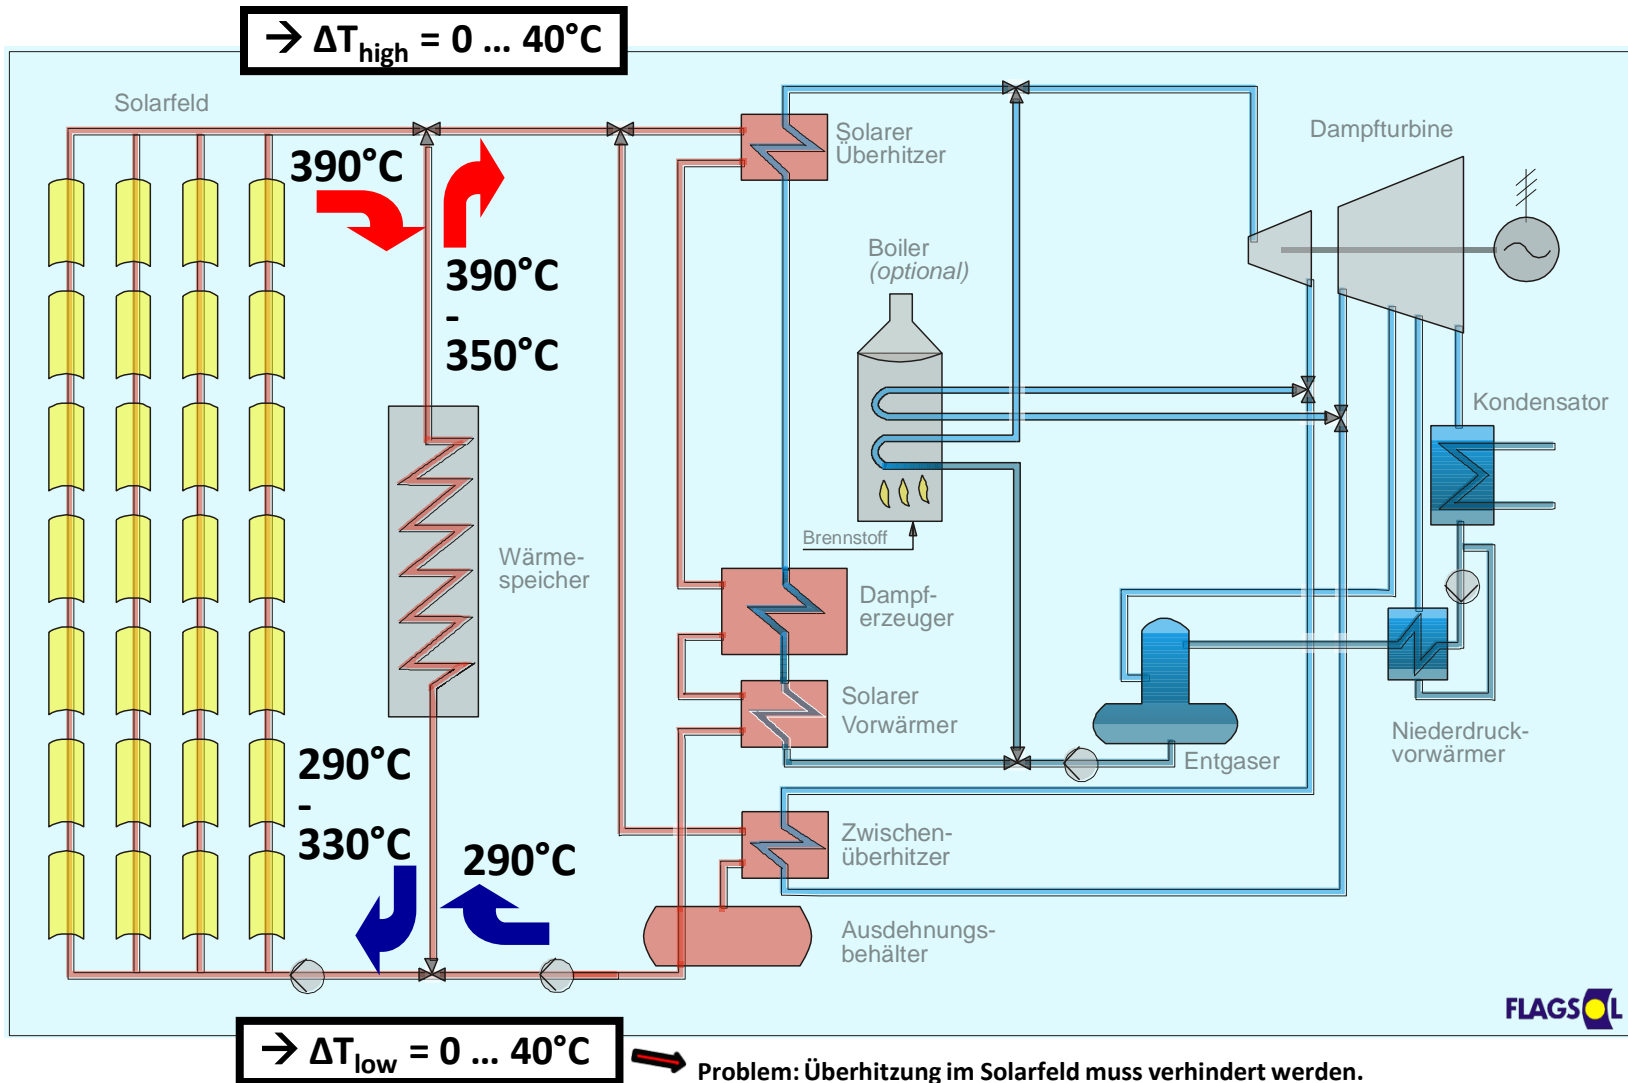 → ΔThigh = 0 ... 40°C
Solarfeld
390°C
390°C
-
350°C
Solarer
Überhitzer
Dampfturbine
Boiler
(optional)
Kondensator
Brennstoff
Wärme-
speicher
Dampf-
erzeuger
Solarer
Vorwärmer
290°C
-
330°C
290°C
Entgaser
Niederdruck-
vorwärmer
Zwischen-
überhitzer
Ausdehnungs-
behälter
FLAGSOL
→ ΔTlow = 0 ... 40°C
Problem: Überhitzung im Solarfeld muss verhindert werden.